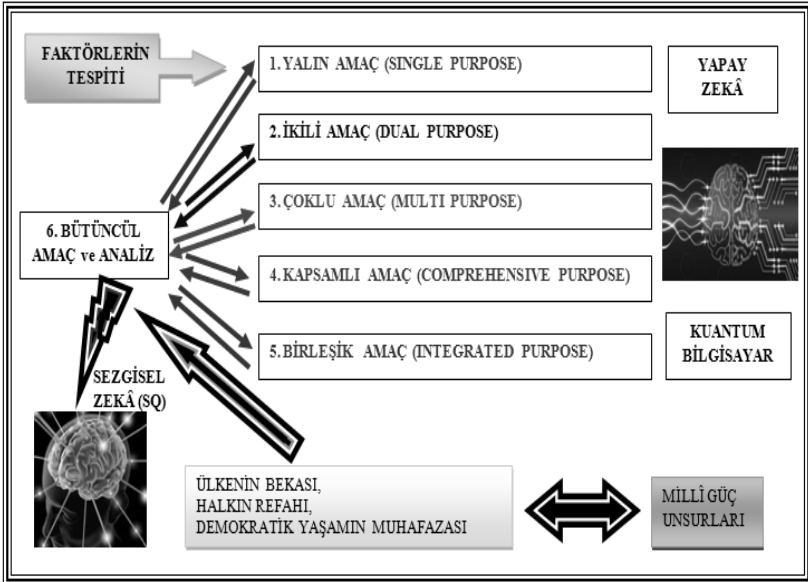 FAKTÖRLERİN
TESPİTİ
1. YALIN AMAÇ (SINGLE PURPOSE)
YAPAY
ZEKÂ
2. İKİLİ AMAÇ (DUAL PURPOSE)
3. ÇOKLU AMAÇ (MULTI PURPOSE)
6. BÜTÜNCÜL
AMAÇ ve ANALİZ
4. KAPSAMLI AMAÇ (COMPREHENSIVE PURPOSE)
5. BİRLEŞİK AMAÇ (INTEGRATED PURPOSE)
KUANTUM
BİLGİSAYAR
SEZGİSEL
ZEKÂ (SQ)
ÜLKENİN BEKASI,
HALKIN REFAHI,
DEMOKRATİK YAŞAMIN MUHAFAZASI
MİLLÎ GÜÇ
UNSURLARI